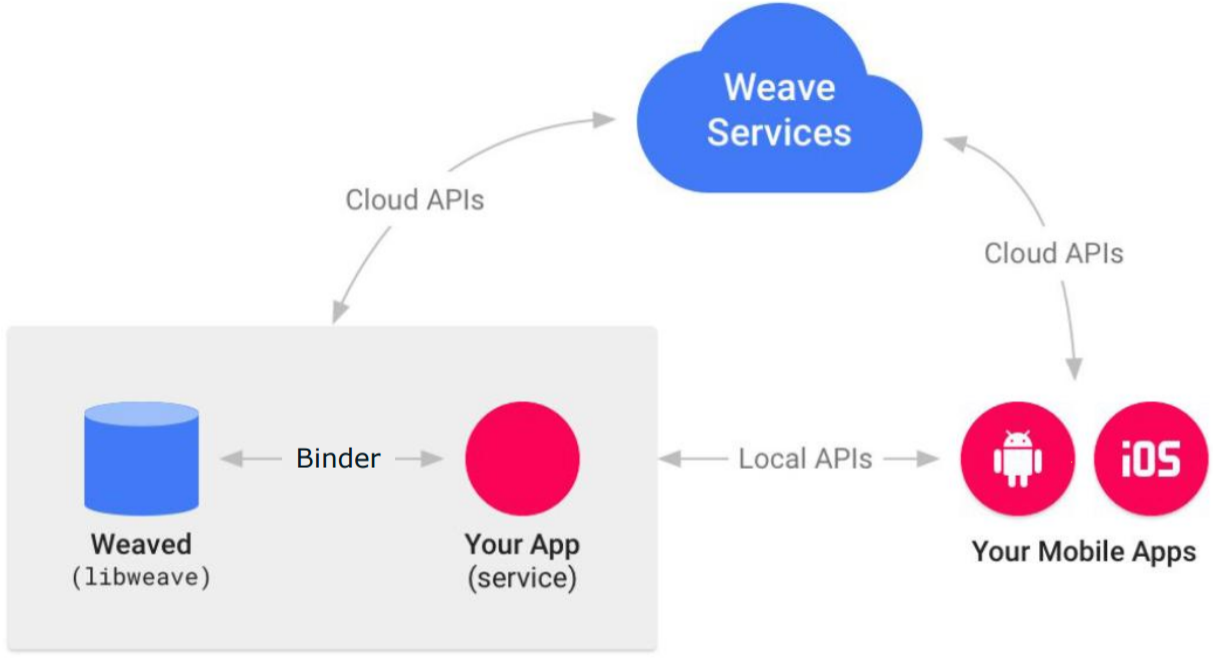 Weave
Services
Cloud APIs
Cloud APIs
Binder
Local APIs
iOS
Weaved
(libweave)
Your App
(service)
Your Mobile Apps